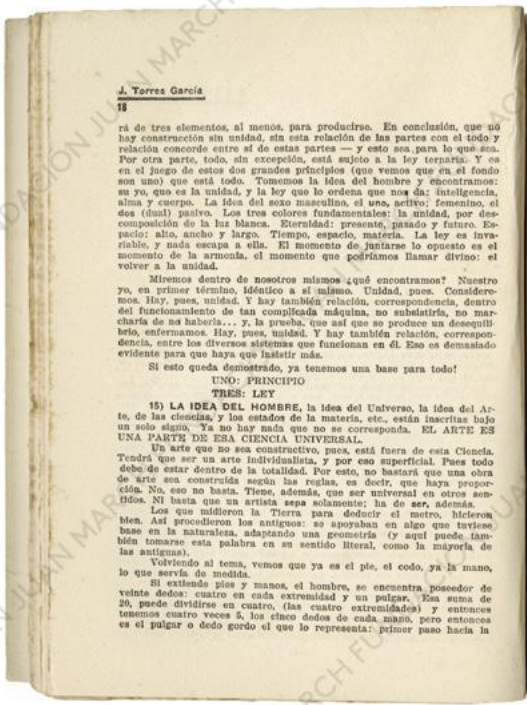 J. Torres García
18
rá de tres elementos, al menos, para producirse. En conclusión, que no
hay construcción sin unidad, sin esta relación de las partes con el todo y
relación concorde entre sí de estas partes — y esto sea para lo que sea.
Por otra parte, todo, sin excepción, está sujeto a la ley ternaria. Y es
en el juego de estos dos grandes principios (que vemos que en el fondo
son uno) que está todo. Tomemos la idea del hombre y encontramos:
su yo, que es la unidad, y la ley que lo ordena que nos da: inteligencia,
alma y cuerpo. La idea del sexo masculino, el uno, activo; femenino, el
dos (dual) pasivo. Los tres colores fundamentales: la unidad, por des-
composición de la luz blanca. Eternidad: presente, pasado y futuro. Es-
pacio: alto, ancho y largo. Tiempo, espacio, materia. La ley es inva-
riable, y nada escapa a ella. El momento de juntarse lo opuesto es el
momento de la armonía, el momento que podríamos llamar divino: el
volver a la unidad.
Miremos dentro de nosotros mismos ¿qué encontramos? Nuestro
yo, en primer término, idéntico a sí mismo. Unidad, pues. Considere-
mos. Hay, pues, unidad. Y hay también relación, correspondencia, dentro
del funcionamiento de tan complicada máquina, no subsistiría, no mar-
charía de no haberla... y, la prueba, que así que se produce un desequili-
brio, enfermamos. Hay, pues, unidad. Y hay también relación, correspon-
dencia, entre los diversos sistemas que funcionan en él. Eso es demasiado
evidente para que haya que insistir más.
Si esto queda demostrado, ya tenemos una base para todo!
UNO: PRINCIPIO
TRES: LEY
15) LA IDEA DEL HOMBRE, la idea del Universo, la idea del Ar-
te, de las ciencias, y los estados de la materia, etc., están inscritas bajo
un solo signo. Ya no hay nada que no se corresponda. EL ARTE ES
UNA PARTE DE ESA CIENCIA UNIVERSAL.
Un arte que no sea constructivo, pues, está fuera de esta Ciencia.
Tendrá que ser un arte individualista, y por eso superficial. Pues todo
debe de estar dentro de la totalidad. Por esto, no bastará que una obra
de arte sea construída según las reglas, es decir, que haya propor-
ción. No, eso no basta. Tiene, además, que ser universal en otros sen-
tidos. NI basta que un artista sepa solamente; ha de ser, además.
Los que midieron la Tierra para deducir el metro, hicieron
bien. Así procedieron los antiguos: se apoyaban en algo que tuviese
base en la naturaleza, adaptando una geometría (y aquí puede tam-
bién tomarse esta palabra en su sentido literal, como la mayoría de
las antiguas).
Volviendo al tema, vemos que ya es el pie, el codo, ya la mano,
lo que servía de medida.
Si extiende pies y manos, el hombre, se encuentra poseedor de
veinte dedos: cuatro en cada extremidad y un pulgar. Esa suma de
20, puede dividirse en cuatro, (las cuatro extremidades) y entonces
tenemos cuatro veces 5, los cinco dedos de cada mano, pero entonces
es el pulgar o dedo gordo el que lo representa: primer paso hacia la